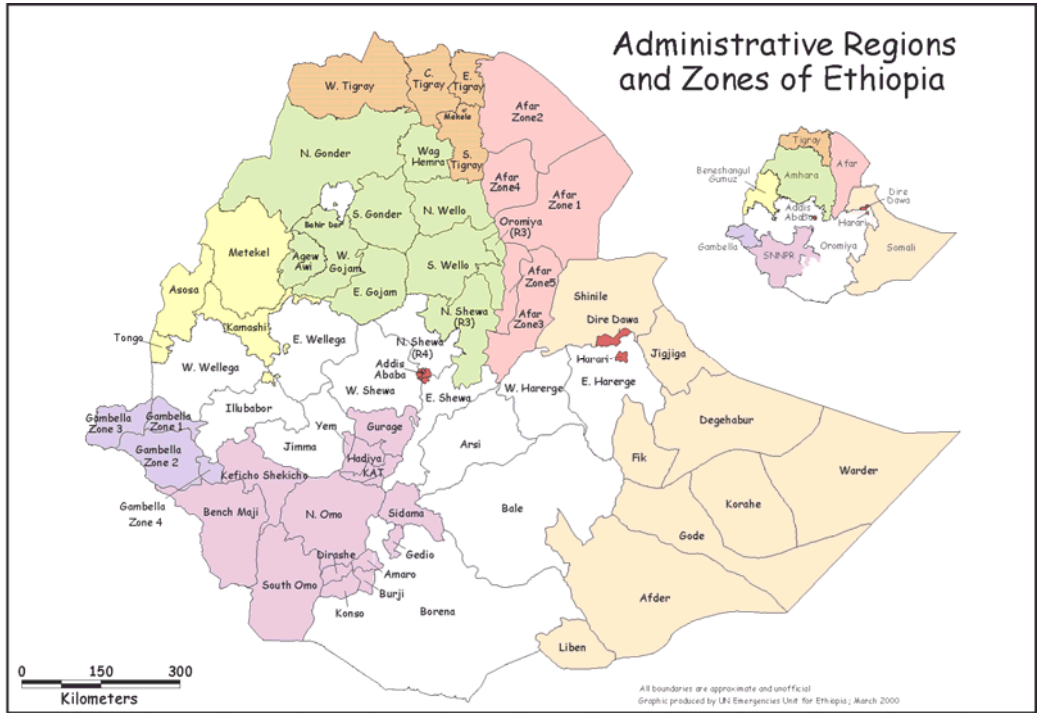 Administrative Regions
and Zones of Ethiopia
W. Tigray
C.
Tigray
E.
Tigray
Mekele
S.
Tigray
Afar
Zone2
N. Gonder
Wag
Hemra
Afar
Zone4
Afar
Zone 1
S. Gonder
N. Wello
Oromiya
(R3)
Bahir Dar
Metekel
Agew
Awi
W.
Gojam
S. Wello
Afar
Zone5
E. Gojam
Asosa
N. Shewa
(R3)
Afar
Zone3
Shinile
Dire Dawa
Kamashi
Tongo
E. Wellega
N. Shewa
(R4)
Harari
Jigjiga
W. Wellega
Addis
Ababa
W. Shewa
E. Shewa
W. Harerge
E. Harerge
Gambella
Zone 3
Gambella
Zone 1
Illubabor
Yem
Gurage
Degehabur
Gambella
Zone 2
Jimma
Hadiya
KAT
Arsi
Fik
Warder
Keficho Shekicho
Gambella
Zone 4
Bench Maji
N. Omo
Sidama
Bale
Korahe
Gode
Gedio
Dirashe
Amaro
South Omo
Burji
Konso
Borena
Afder
Liben
Tigray
Afar
Beneshangul
Gumuz
Amhara
Dire
Dawa
Addis
Ababa
Harari
Gambella
Oromiya
Somali
SNNPR
0 150 300
Kilometers
All boundaries are approximate and unofficial
Graphic produced by UN Emergencies Unit for Ethiopia; March 2000